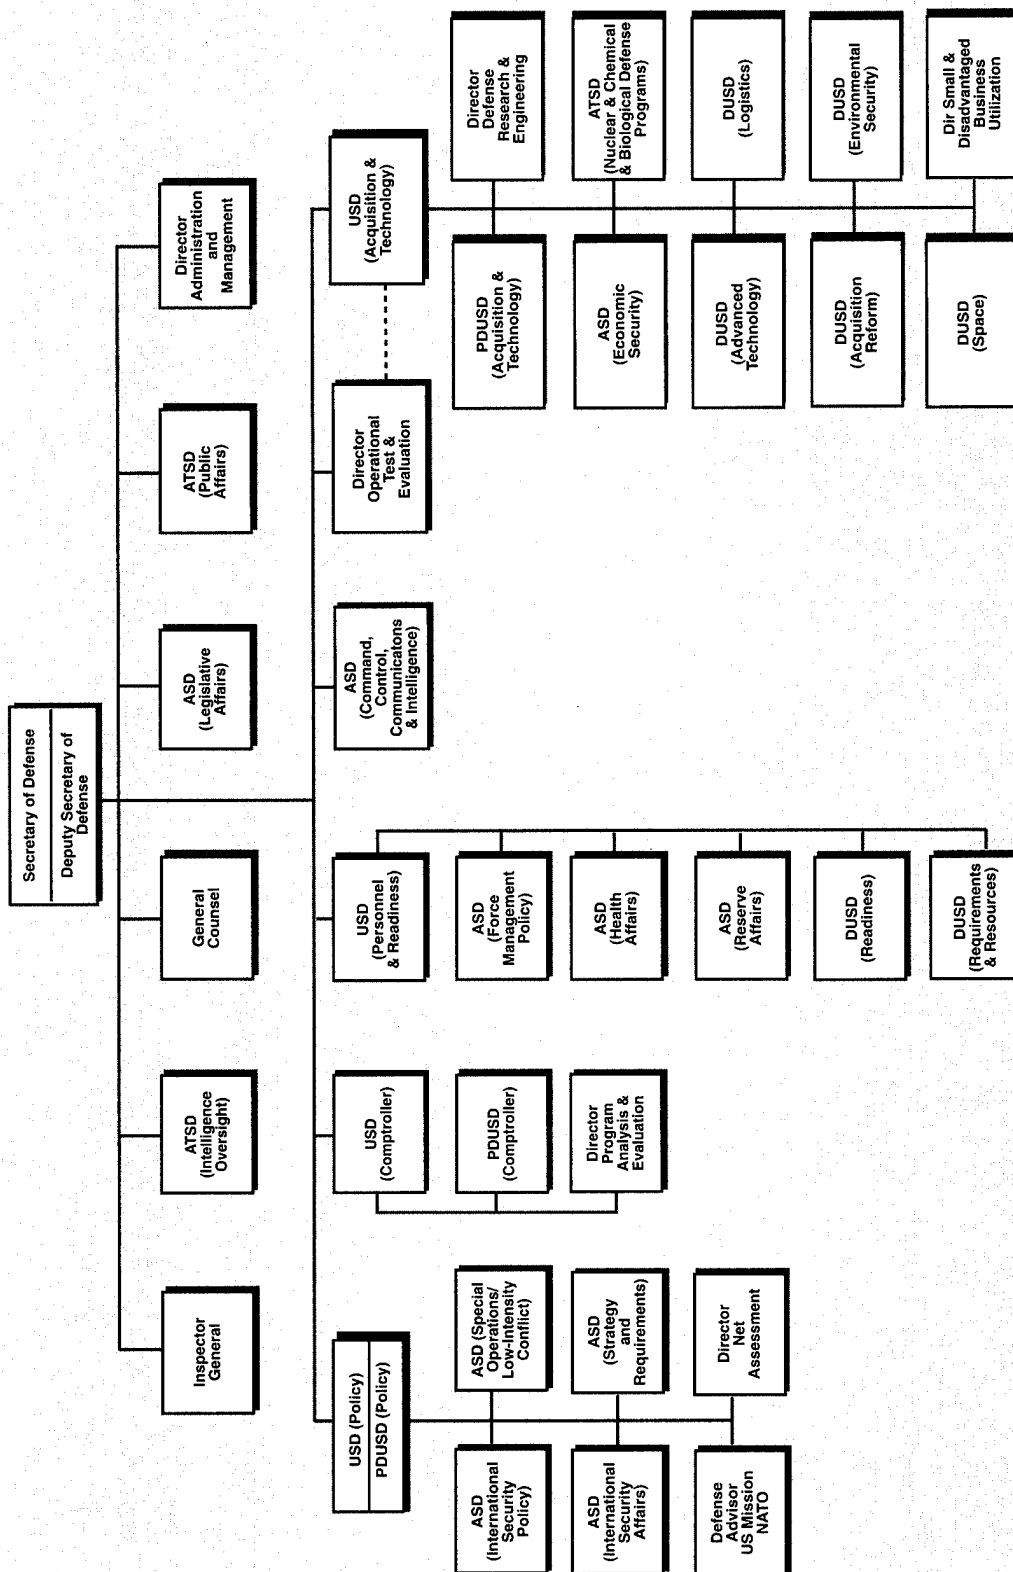 Secretary of Defense
Deputy Secretary of
Defense
Inspector
General
ATSD
(Intelligence
Oversight)
General
Counsel
ASD
(Legislative
Affairs)
ATSD
(Public
Affairs)
Director
Administration
and
Management
USD (Policy)
PDUSD (Policy)
USD
(Comptroller)
USD
(Personnel
& Readiness)
ASD
(Command,
Control,
Communicatons
& Intelligence)
Director
Operational
Test &
Evaluation
USD
(Acquisition &
Technology)
ASD
(International
Security
Policy)
ASD (Special
Operations/
Low-Intensity
Conflict)
ASD
(International
Security
Affairs)
ASD
(Strategy
and
Requirements)
Defense
Advisor
US Mission
NATO
Director
Net
Assessment
PDUSD
(Comptroller)
Director
Program
Analysis &
Evaluation
ASD
(Force
Management
Policy)
ASD
(Health
Affairs)
ASD
(Reserve
Affairs)
DUSD
(Readiness)
DUSD
(Requirements
& Resources)
PDUSD
(Acquisition &
Technology)
Director
Defense
Research &
Engineering
ASD
(Economic
Security)
ATSD
(Nuclear & Chemical
& Biological Defense
Programs)
DUSD
(Advanced
Technology)
DUSD
(Logistics)
DUSD
(Acquisition
Reform)
DUSD
(Environmental
Security)
DUSD
(Space)
Dir Small &
Disadvantaged
Business
Utilization